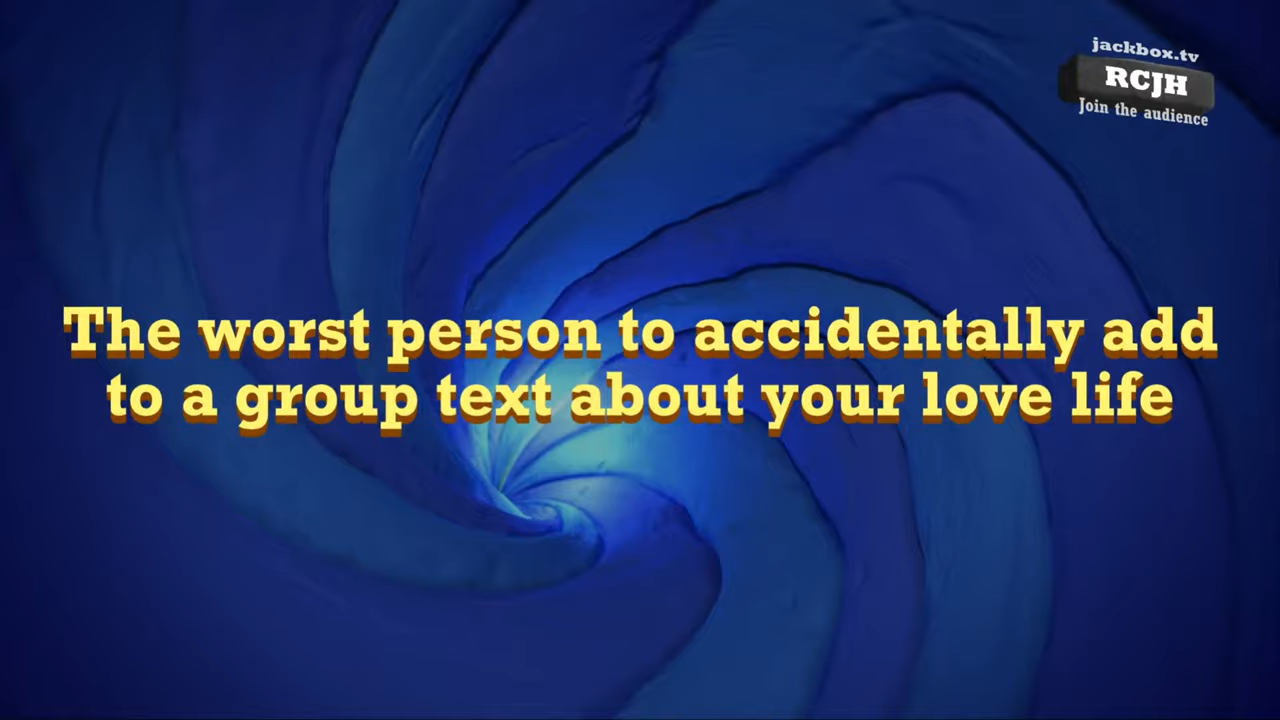 jackbox.tv
RCJH
Join the audience
The worst person to accidentally add
to a group text about your love life